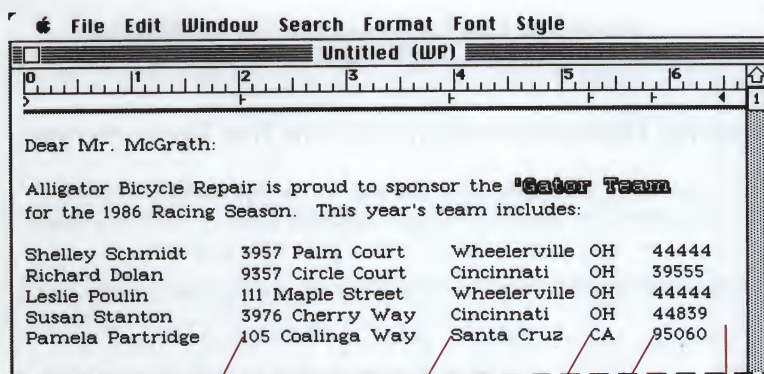 File Edit Window Search Format Font Style
Untitled (WP)
0 1 2 3 4 5 6
1
Dear Mr. McGrath:
Alligator Bicycle Repair is proud to sponsor the 'Gator Team
for the 1986 Racing Season. This year's team includes:
Shelley Schmidt 3957 Palm Court Wheelerville OH 44444
Richard Dolan 9357 Circle Court Cincinnati OH 39555
Leslie Poulin 111 Maple Street Wheelerville OH 44444
Susan Stanton 3976 Cherry Way Cincinnati OH 44839
Pamela Partridge 105 Coalinga Way Santa Cruz CA 95060